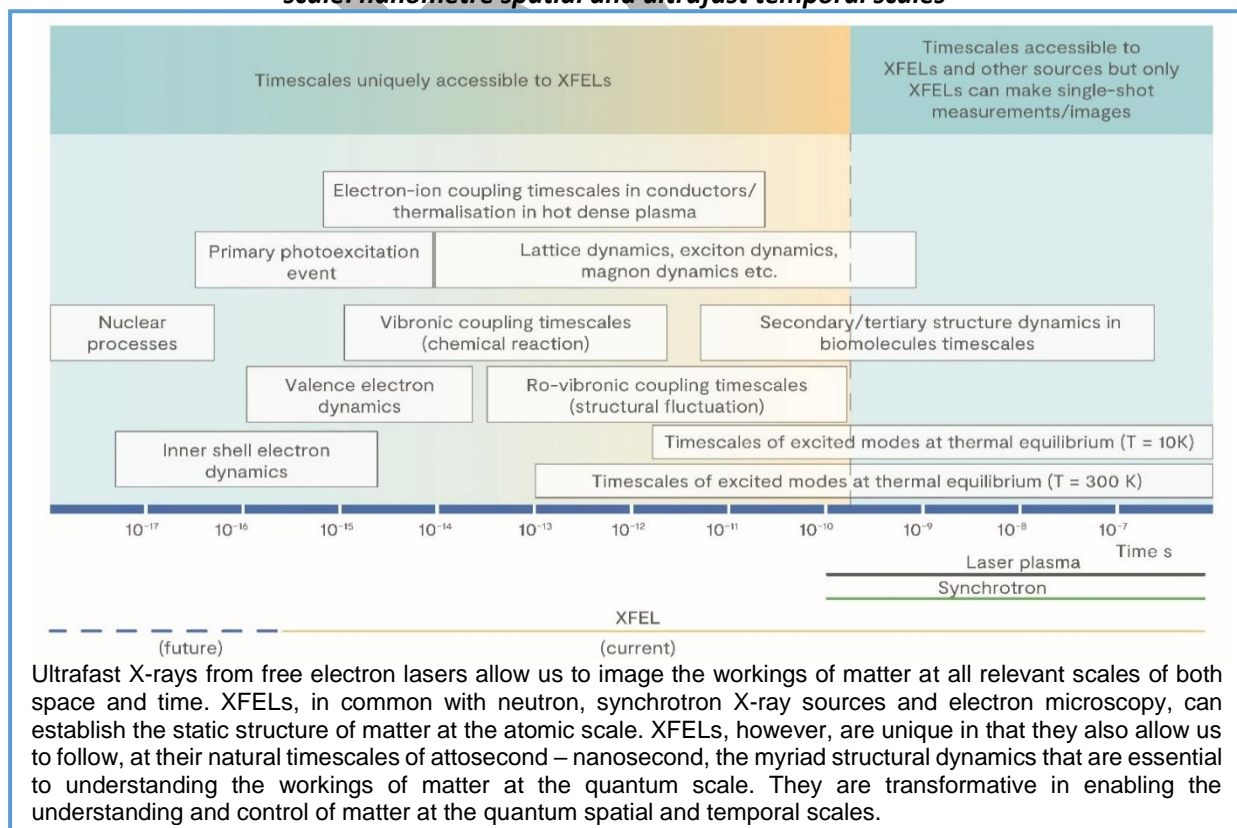 scale: nanometre spatial and ultrafast temporal scales
Timescales uniquely accessible to XFELs
Timescales accessible to
XFELs and other sources but only
XFELs can make single-shot
measurements/images
Electron-ion coupling timescales in conductors/
thermalisation in hot dense plasma
Primary photoexcitation
event
Lattice dynamics, exciton dynamics,
magnon dynamics etc.
Nuclear
processes
Vibronic coupling timescales
(chemical reaction)
Secondary/tertiary structure dynamics in
biomolecules timescales
Valence electron
dynamics
Ro-vibronic coupling timescales
(structural fluctuation)
Inner shell electron
dynamics
Timescales of excited modes at thermal equilibrium (T = 10K)
Timescales of excited modes at thermal equilibrium (T = 300 K)
10⁻¹⁷ 10⁻¹⁶ 10⁻¹⁵ 10⁻¹⁴ 10⁻¹³ 10⁻¹² 10⁻¹¹ 10⁻¹⁰ 10⁻⁹ 10⁻⁸ 10⁻⁷
Time s
Laser plasma
Synchrotron
XFEL
(future) (current)
Ultrafast X-rays from free electron lasers allow us to image the workings of matter at all relevant scales of both
space and time. XFELs, in common with neutron, synchrotron X-ray sources and electron microscopy, can
establish the static structure of matter at the atomic scale. XFELs, however, are unique in that they also allow us
to follow, at their natural timescales of attosecond – nanosecond, the myriad structural dynamics that are essential
to understanding the workings of matter at the quantum scale. They are transformative in enabling the
understanding and control of matter at the quantum spatial and temporal scales.